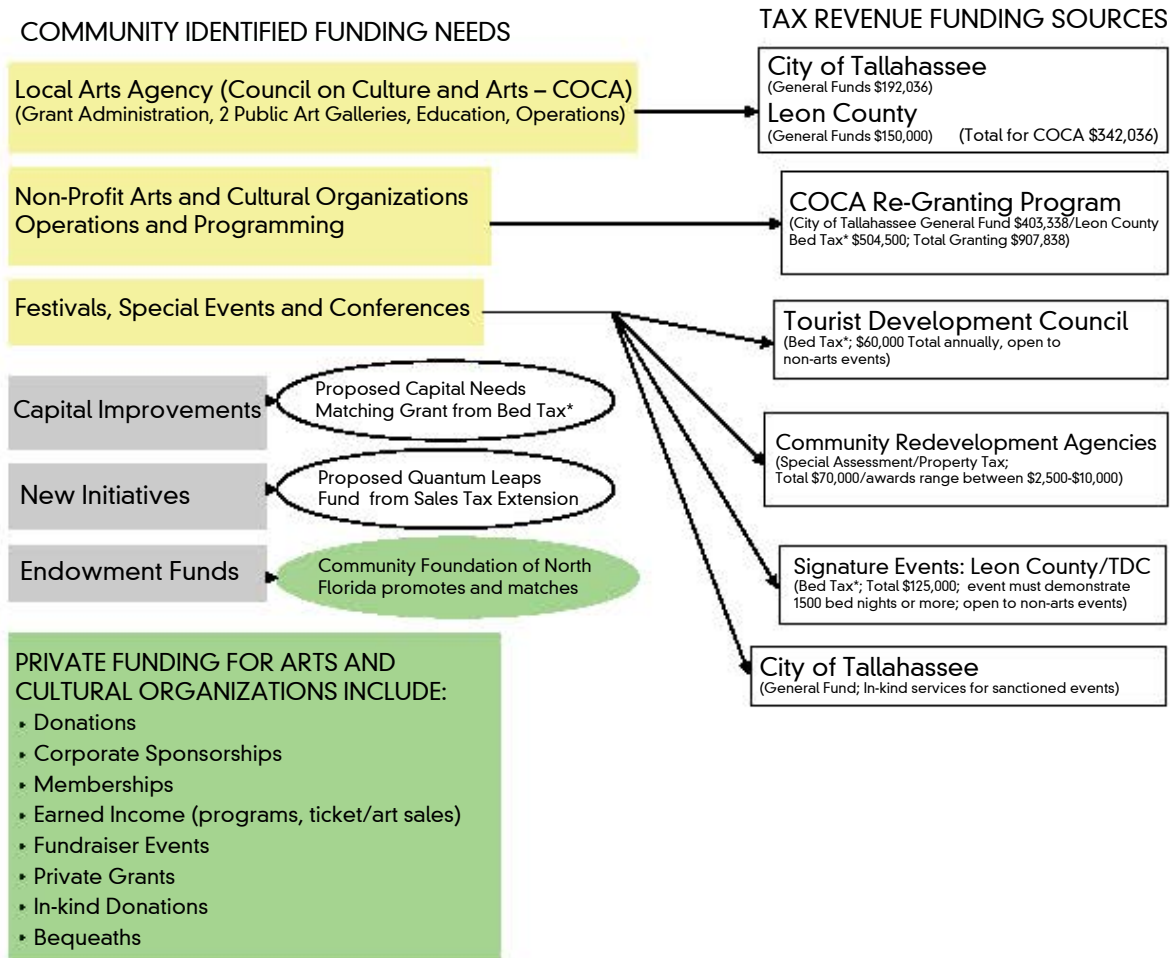 COMMUNITY IDENTIFIED FUNDING NEEDS
TAX REVENUE FUNDING SOURCES
Local Arts Agency (Council on Culture and Arts – COCA)
(Grant Administration, 2 Public Art Galleries, Education, Operations)
City of Tallahassee
(General Funds $192,036)
Leon County
(General Funds $150,000) (Total for COCA $342,036)
Non-Profit Arts and Cultural Organizations
Operations and Programming
COCA Re-Granting Program
(City of Tallahassee General Fund $403,338/Leon County
Bed Tax* $504,500; Total Granting $907,838)
Festivals, Special Events and Conferences
Tourist Development Council
(Bed Tax*; $60,000 Total annually, open to
non-arts events)
Community Redevelopment Agencies
(Special Assessment/Property Tax;
Total $70,000/awards range between $2,500-$10,000)
Signature Events: Leon County/TDC
(Bed Tax*; Total $125,000; event must demonstrate
1500 bed nights or more; open to non-arts events)
City of Tallahassee
(General Fund; In-kind services for sanctioned events)
Capital Improvements
Proposed Capital Needs
Matching Grant from Bed Tax*
New Initiatives
Proposed Quantum Leaps
Fund from Sales Tax Extension
Endowment Funds
Community Foundation of North
Florida promotes and matches
PRIVATE FUNDING FOR ARTS AND
CULTURAL ORGANIZATIONS INCLUDE:
• Donations
• Corporate Sponsorships
• Memberships
• Earned Income (programs, ticket/art sales)
• Fundraiser Events
• Private Grants
• In-kind Donations
• Bequeaths